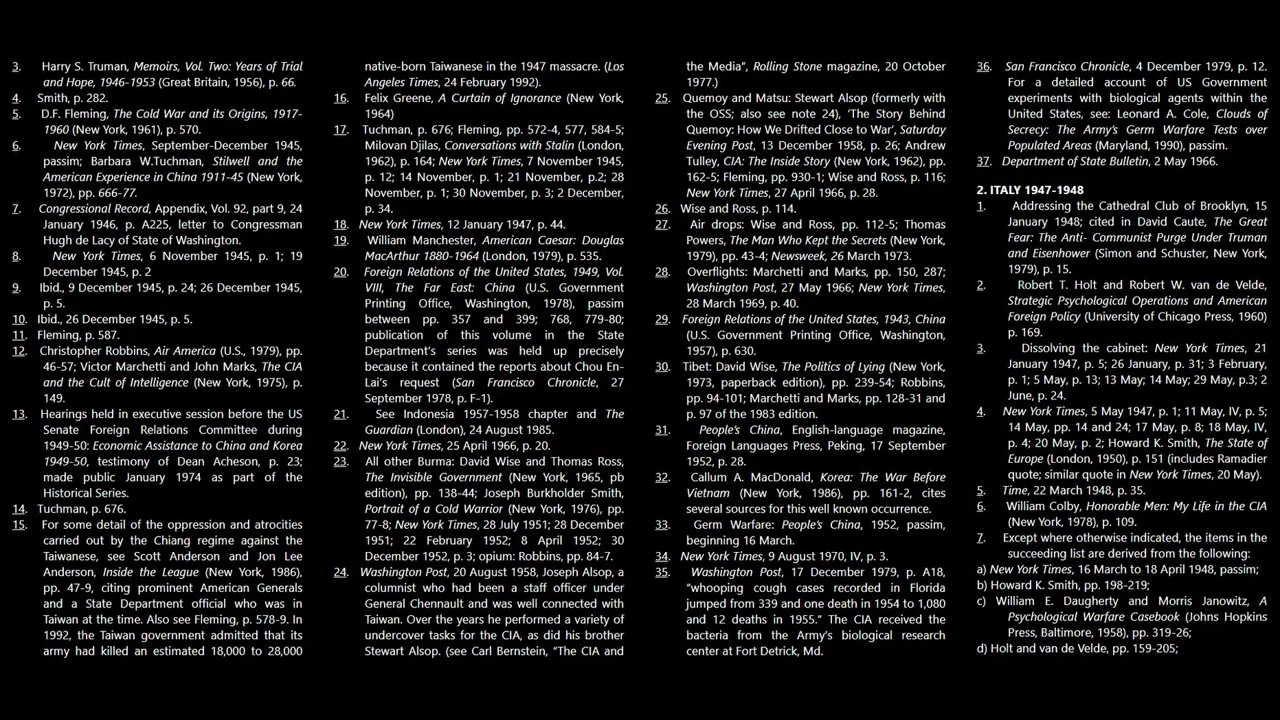 3. Harry S. Truman, Memoirs, Vol. Two: Years of Trial
and Hope, 1946-1953 (Great Britain, 1956), p. 66.
4. Smith, p. 282.
5. D.F. Fleming, The Cold War and its Origins, 1917-
1960 (New York, 1961), p. 570.
6. New York Times, September-December 1945,
passim; Barbara W.Tuchman, Stilwell and the
American Experience in China 1911-45 (New York,
1972), pp. 666-77.
7. Congressional Record, Appendix, Vol. 92, part 9, 24
January 1946, p. A225, letter to Congressman
Hugh de Lacy of State of Washington.
8. New York Times, 6 November 1945, p. 1; 19
December 1945, p. 2
9. Ibid., 9 December 1945, p. 24; 26 December 1945,
p. 5.
10. Ibid., 26 December 1945, p. 5.
11. Fleming, p. 587.
12. Christopher Robbins, Air America (U.S., 1979), pp.
46-57; Victor Marchetti and John Marks, The CIA
and the Cult of Intelligence (New York, 1975), p.
149.
13. Hearings held in executive session before the US
Senate Foreign Relations Committee during
1949-50: Economic Assistance to China and Korea
1949-50, testimony of Dean Acheson, p. 23;
made public January 1974 as part of the
Historical Series.
14. Tuchman, p. 676.
15. For some detail of the oppression and atrocities
carried out by the Chiang regime against the
Taiwanese, see Scott Anderson and Jon Lee
Anderson, Inside the League (New York, 1986),
pp. 47-9, citing prominent American Generals
and a State Department official who was in
Taiwan at the time. Also see Fleming, p. 578-9. In
1992, the Taiwan government admitted that its
army had killed an estimated 18,000 to 28,000
native-born Taiwanese in the 1947 massacre. (Los
Angeles Times, 24 February 1992).
16. Felix Greene, A Curtain of Ignorance (New York,
1964)
17. Tuchman, p. 676; Fleming, pp. 572-4, 577, 584-5;
Milovan Djilas, Conversations with Stalin (London,
1962), p. 164; New York Times, 7 November 1945,
p. 12; 14 November, p. 1; 21 November, p.2; 28
November, p. 1; 30 November, p. 3; 2 December,
p. 34.
18. New York Times, 12 January 1947, p. 44.
19. William Manchester, American Caesar: Douglas
MacArthur 1880-1964 (London, 1979), p. 535.
20. Foreign Relations of the United States, 1949, Vol.
VIII, The Far East: China (U.S. Government
Printing Office, Washington, 1978), passim
between pp. 357 and 399; 768, 779-80;
publication of this volume in the State
Department's series was held up precisely
because it contained the reports about Chou En-
Lai's request (San Francisco Chronicle, 27
September 1978, p. F-1).
21. See Indonesia 1957-1958 chapter and The
Guardian (London), 24 August 1985.
22. New York Times, 25 April 1966, p. 20.
23. All other Burma: David Wise and Thomas Ross,
The Invisible Government (New York, 1965, pb
edition), pp. 138-44; Joseph Burkholder Smith,
Portrait of a Cold Warrior (New York, 1976), pp.
77-8; New York Times, 28 July 1951; 28 December
1951; 22 February 1952; 8 April 1952; 30
December 1952, p. 3; opium: Robbins, pp. 84-7.
24. Washington Post, 20 August 1958, Joseph Alsop, a
columnist who had been a staff officer under
General Chennault and was well connected with
Taiwan. Over the years he performed a variety of
undercover tasks for the CIA, as did his brother
Stewart Alsop. (see Carl Bernstein, "The CIA and
the Media", Rolling Stone magazine, 20 October
1977.)
25. Quemoy and Matsu: Stewart Alsop (formerly with
the OSS; also see note 24), 'The Story Behind
Quemoy: How We Drifted Close to War', Saturday
Evening Post, 13 December 1958, p. 26; Andrew
Tulley, CIA: The Inside Story (New York, 1962), pp.
162-5; Fleming, pp. 930-1; Wise and Ross, p. 116;
New York Times, 27 April 1966, p. 28.
26. Wise and Ross, p. 114.
27. Air drops: Wise and Ross, pp. 112-5; Thomas
Powers, The Man Who Kept the Secrets (New York,
1979), pp. 43-4; Newsweek, 26 March 1973.
28. Overflights: Marchetti and Marks, pp. 150, 287;
Washington Post, 27 May 1966; New York Times,
28 March 1969, p. 40.
29. Foreign Relations of the United States, 1943, China
(U.S. Government Printing Office, Washington,
1957), p. 630.
30. Tibet: David Wise, The Politics of Lying (New York,
1973, paperback edition), pp. 239-54; Robbins,
pp. 94-101; Marchetti and Marks, pp. 128-31 and
p. 97 of the 1983 edition.
31. People's China, English-language magazine,
Foreign Languages Press, Peking, 17 September
1952, p. 28.
32. Callum A. MacDonald, Korea: The War Before
Vietnam (New York, 1986), pp. 161-2, cites
several sources for this well known occurrence.
33. Germ Warfare: People's China, 1952, passim,
beginning 16 March.
34. New York Times, 9 August 1970, IV, p. 3.
35. Washington Post, 17 December 1979, p. A18,
"whooping cough cases recorded in Florida
jumped from 339 and one death in 1954 to 1,080
and 12 deaths in 1955." The CIA received the
bacteria from the Army's biological research
center at Fort Detrick, Md.
36. San Francisco Chronicle, 4 December 1979, p. 12.
For a detailed account of US Government
experiments with biological agents within the
United States, see: Leonard A. Cole, Clouds of
Secrecy: The Army's Germ Warfare Tests over
Populated Areas (Maryland, 1990), passim.
37. Department of State Bulletin, 2 May 1966.
2. ITALY 1947-1948
1. Addressing the Cathedral Club of Brooklyn, 15
January 1948; cited in David Caute, The Great
Fear: The Anti- Communist Purge Under Truman
and Eisenhower (Simon and Schuster, New York,
1979), p. 15.
2. Robert T. Holt and Robert W. van de Velde,
Strategic Psychological Operations and American
Foreign Policy (University of Chicago Press, 1960)
p. 169.
3. Dissolving the cabinet: New York Times, 21
January 1947, p. 5; 26 January, p. 31; 3 February,
p. 1; 5 May, p. 13; 13 May; 14 May; 29 May, p.3; 2
June, p. 24.
4. New York Times, 5 May 1947, p. 1; 11 May, IV, p. 5;
14 May, pp. 14 and 24; 17 May, p. 8; 18 May, IV,
p. 4; 20 May, p. 2; Howard K. Smith, The State of
Europe (London, 1950), p. 151 (includes Ramadier
quote; similar quote in New York Times, 20 May).
5. Time, 22 March 1948, p. 35.
6. William Colby, Honorable Men: My Life in the CIA
(New York, 1978), p. 109.
7. Except where otherwise indicated, the items in the
succeeding list are derived from the following:
a) New York Times, 16 March to 18 April 1948, passim;
b) Howard K. Smith, pp. 198-219;
c) William E. Daugherty and Morris Janowitz, A
Psychological Warfare Casebook (Johns Hopkins
Press, Baltimore, 1958), pp. 319-26;
d) Holt and van de Velde, pp. 159-205;